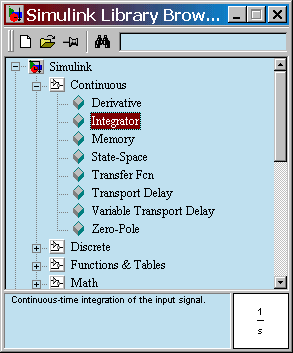 Simulink Library Brow...
Simulink
Continuous
Derivative
Integrator
Memory
State-Space
Transfer Fcn
Transport Delay
Variable Transport Delay
Zero-Pole
Discrete
Functions & Tables
Math
Continuous-time integration of the input signal.
1
s